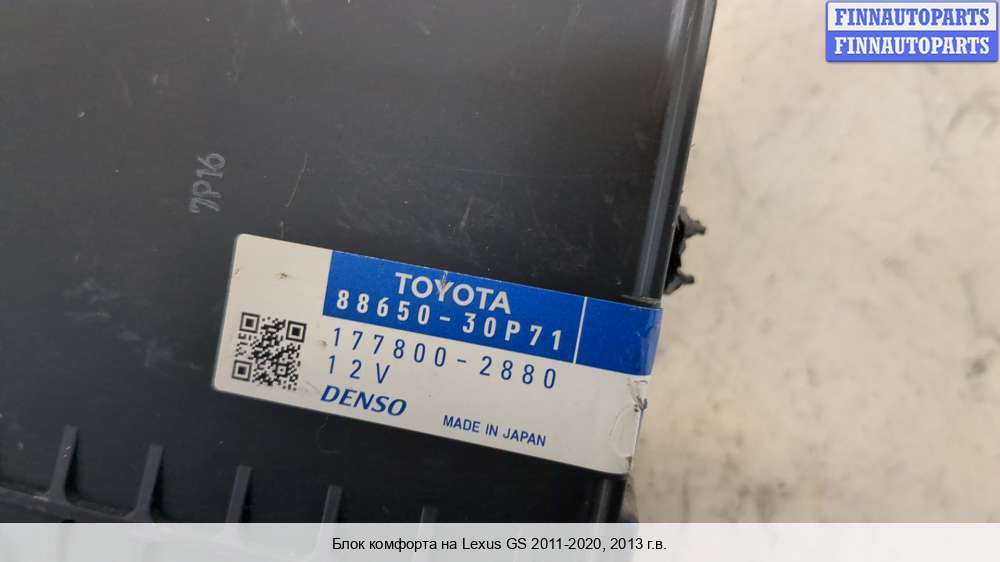 FINNAUTOPARTS
FINNAUTOPARTS
7P16
TOYOTA
88650-30P71
177800-2880
12V
DENSO
MADE IN JAPAN
Блок комфорта на Lexus GS 2011-2020, 2013 г.в.